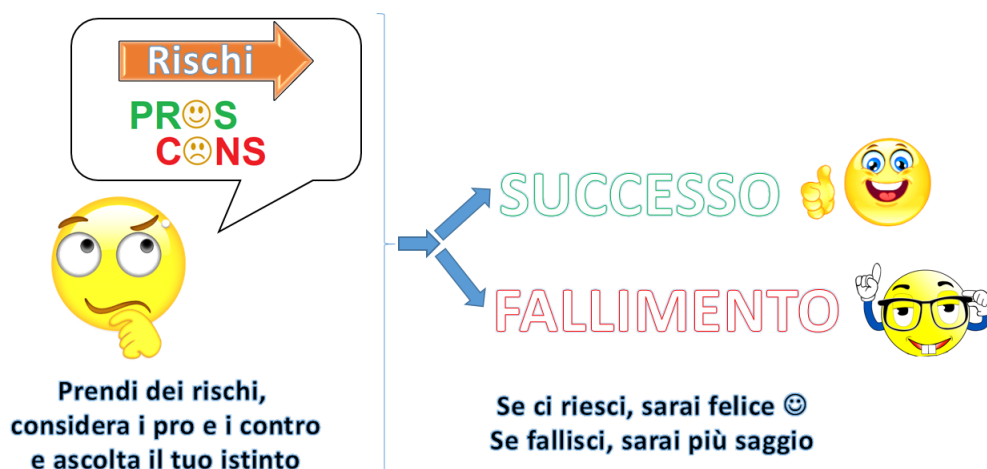 Rischi
PROS
CONS
Prendi dei rischi,
considera i pro e i contro
e ascolta il tuo istinto
SUCCESSO
FALLIMENTO
Se ci riesci, sarai felice ☺
Se fallisci, sarai più saggio